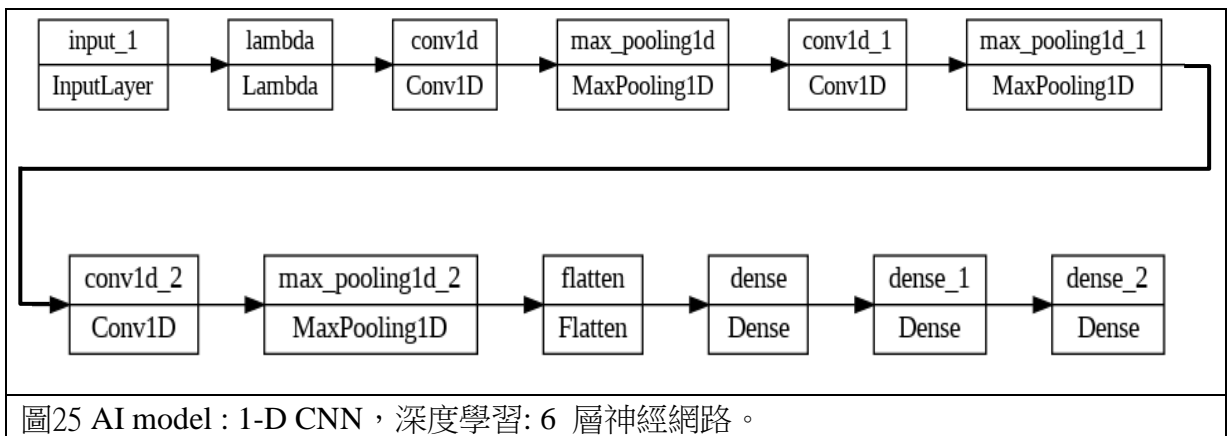 input_1 lambda conv1d max_pooling1d conv1d_1 max_pooling1d_1
InputLayer Lambda Conv1D MaxPooling1D Conv1D MaxPooling1D
conv1d_2 max_pooling1d_2 flatten dense dense_1 dense_2
Conv1D MaxPooling1D Flatten Dense Dense Dense
圖25 AI model : 1-D CNN，深度學習: 6 層神經網路。